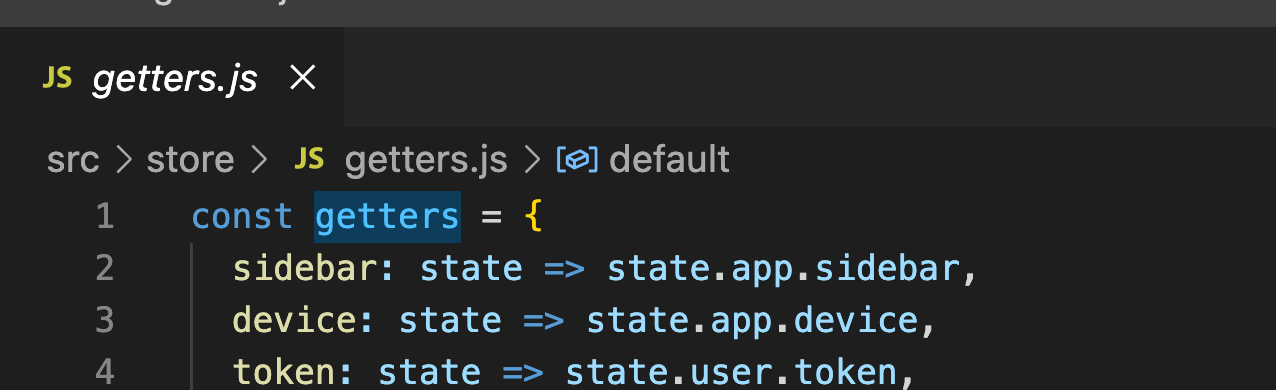 JS getters.js ×
src > store > JS getters.js > default
1 const getters = {
2 sidebar: state => state.app.sidebar,
3 device: state => state.app.device,
4 token: state => state.user.token,